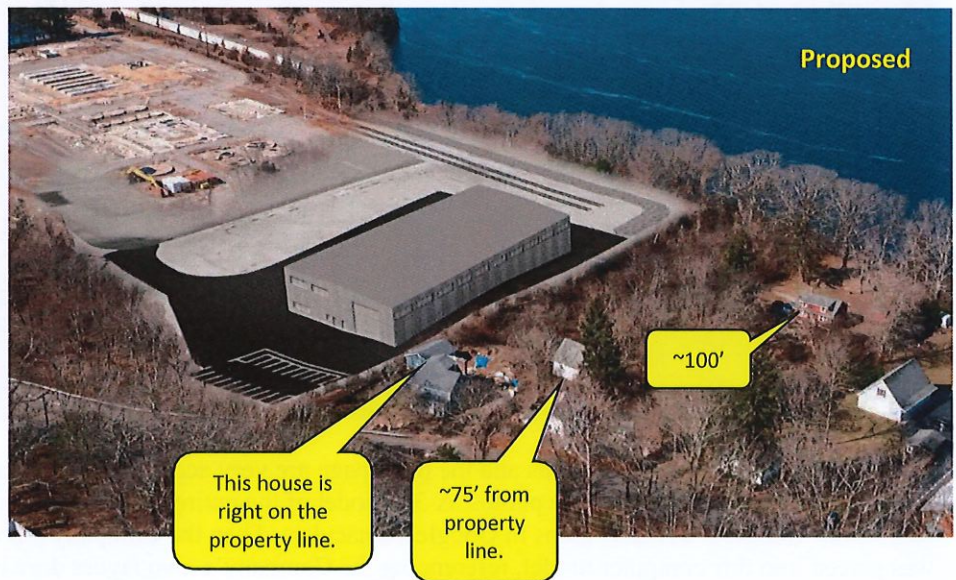 Proposed
~100’
This house is
right on the
property line.
~75’ from
property
line.